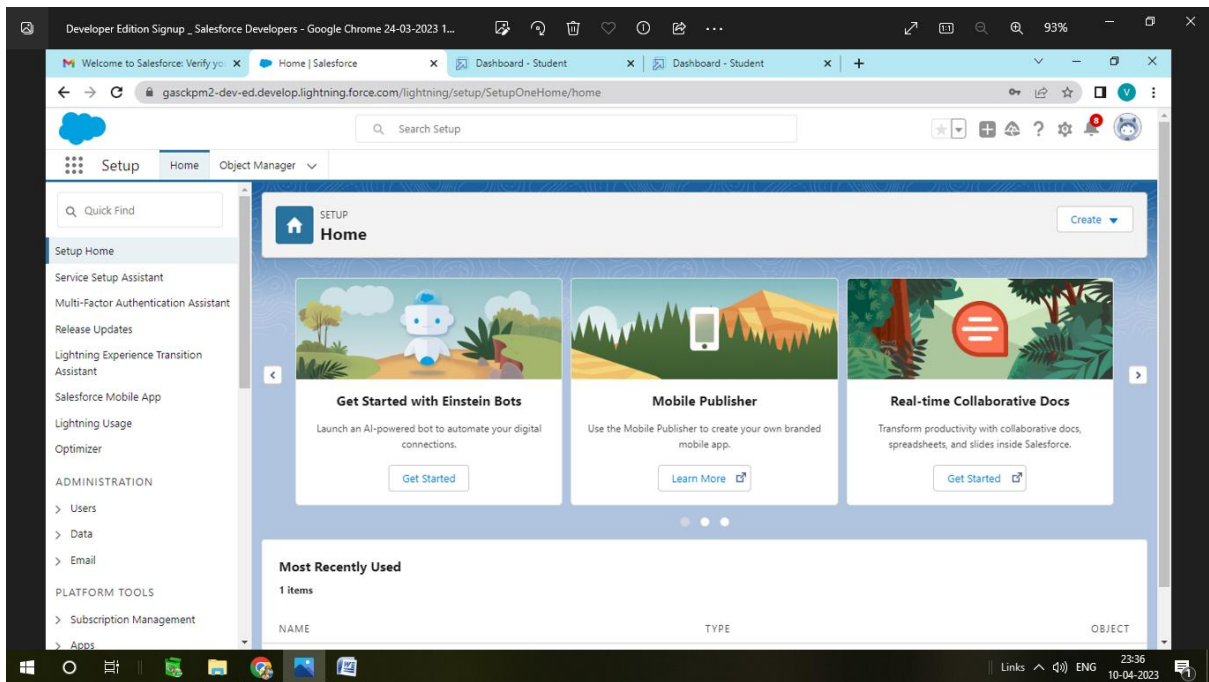 Developer Edition Signup _ Salesforce Developers - Google Chrome 24-03-2023 1...
93%
Welcome to Salesforce: Verify yo
Home | Salesforce
Dashboard - Student
Dashboard - Student
gasckpm2-dev-ed.develop.lightning.force.com/lightning/setup/SetupOneHome/home
V
Search Setup
8
Setup
Home
Object Manager
Quick Find
Setup Home
Service Setup Assistant
Multi-Factor Authentication Assistant
Release Updates
Lightning Experience Transition
Assistant
Salesforce Mobile App
Lightning Usage
Optimizer
ADMINISTRATION
Users
Data
Email
PLATFORM TOOLS
Subscription Management
Apps
SETUP
Home
Create
Get Started with Einstein Bots
Launch an AI-powered bot to automate your digital
connections.
Get Started
Mobile Publisher
Use the Mobile Publisher to create your own branded
mobile app.
Learn More
Real-time Collaborative Docs
Transform productivity with collaborative docs,
spreadsheets, and slides inside Salesforce.
Get Started
Most Recently Used
1 items
NAME TYPE OBJECT
Links ENG 23:36
10-04-2023
1